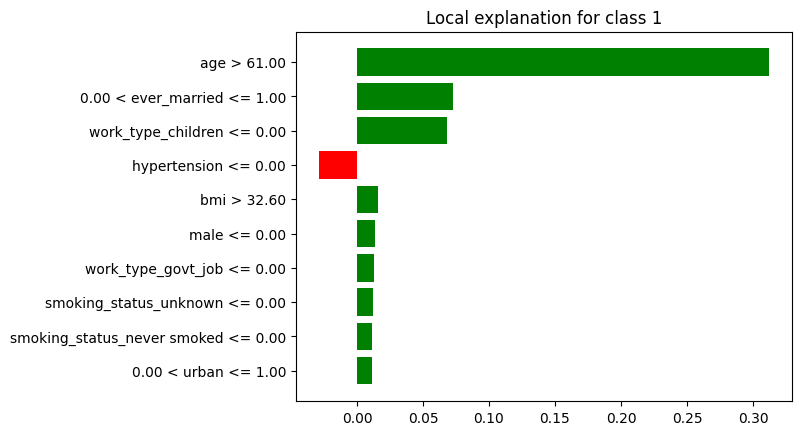 Local explanation for class 1
age > 61.00
0.00 < ever_married <= 1.00
work_type_children <= 0.00
hypertension <= 0.00
bmi > 32.60
male <= 0.00
work_type_govt_job <= 0.00
smoking_status_unknown <= 0.00
smoking_status_never smoked <= 0.00
0.00 < urban <= 1.00
0.00 0.05 0.10 0.15 0.20 0.25 0.30